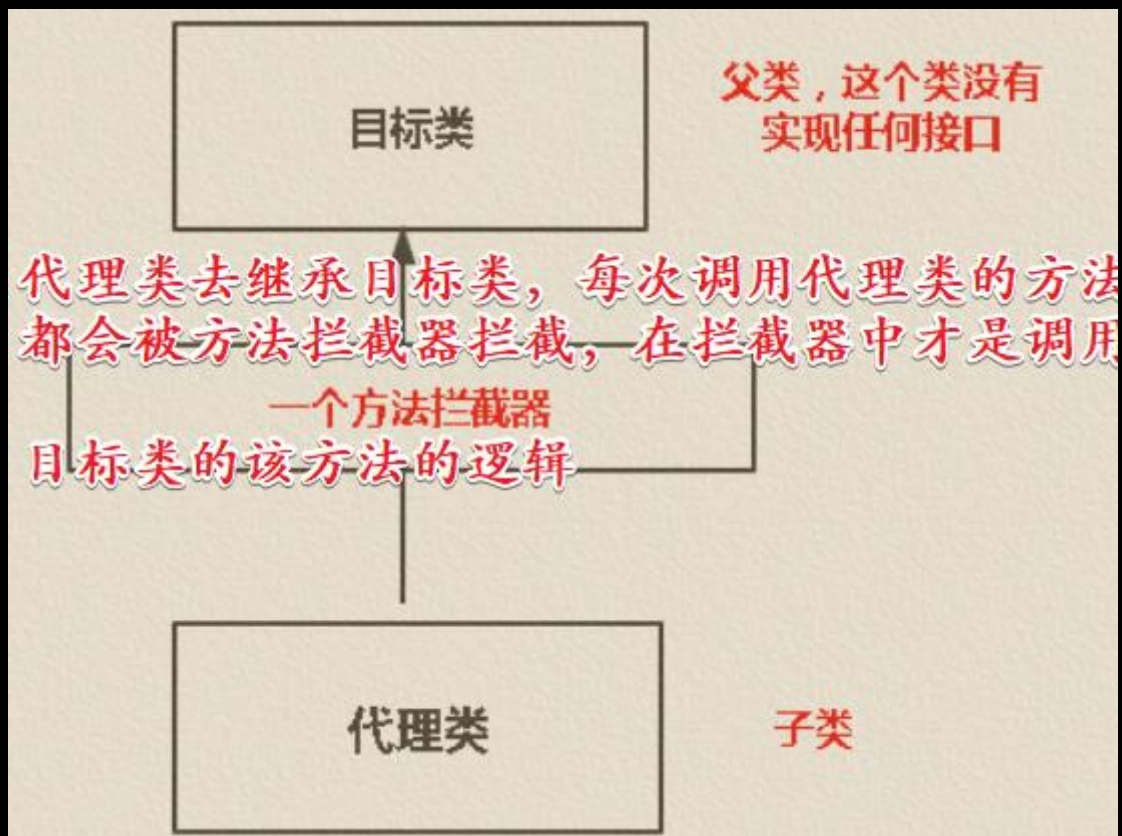 目标类
父类，这个类没有
实现任何接口
代理类去继承目标类，每次调用代理类的方法
都会被方法拦截器拦截，在拦截器中才是调用
一个方法拦截器
目标类的该方法的逻辑
代理类
子类